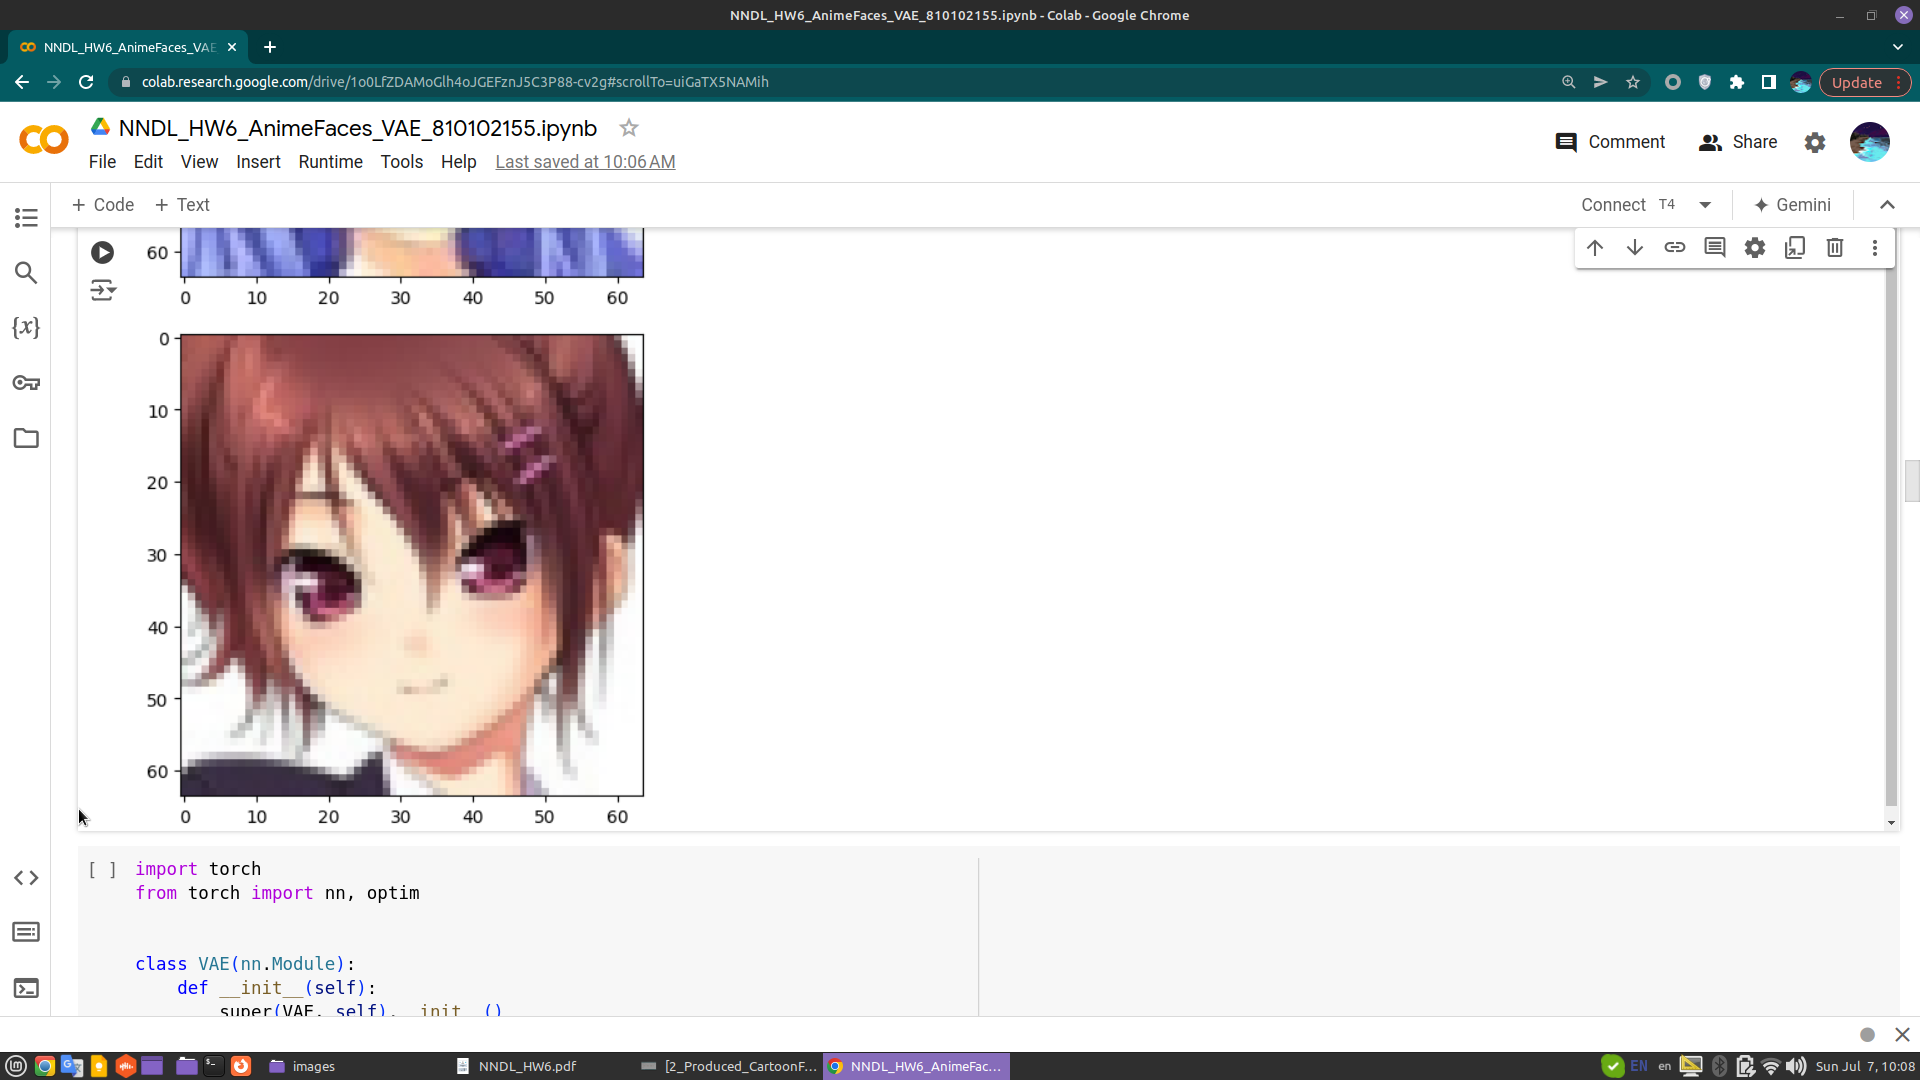 NNDL_HW6_AnimeFaces_VAE_810102155.ipynb - Colab - Google Chrome
NNDL_HW6_AnimeFaces_VAE
colab.research.google.com/drive/1o0LfZDAMoGlh4oJGEFznJ5C3P88-cv2g#scrollTo=uiGaTX5NAMih
Update
NNDL_HW6_AnimeFaces_VAE_810102155.ipynb
Comment
Share
File Edit View Insert Runtime Tools Help Last saved at 10:06 AM
+ Code + Text
Connect T4
Gemini
60
0 10 20 30 40 50 60
0
10
20
30
40
50
60
0 10 20 30 40 50 60
[ ] import torch
from torch import nn, optim
class VAE(nn.Module):
def __init__(self):
super(VAE, self).__init__()
images
NNDL_HW6.pdf
[2_Produced_CartoonF...
NNDL_HW6_AnimeFac...
EN en
Sun Jul 7, 10:08